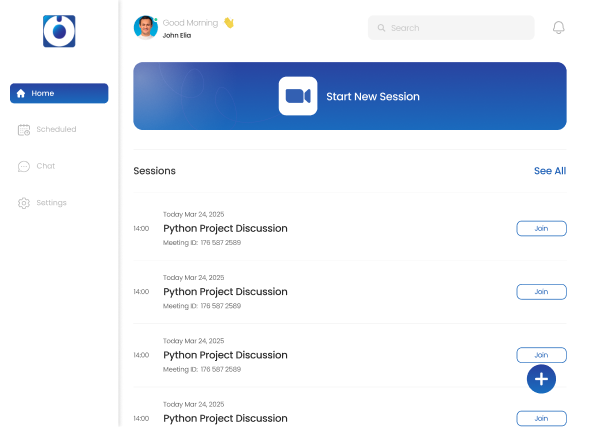 Good Morning 👋
John Elia
Search
Home
Scheduled
Chat
Settings
Start New Session
Sessions
See All
Today Mar 24, 2025
14:00
Python Project Discussion
Meeting ID: 176 587 2589
Join
Today Mar 24, 2025
14:00
Python Project Discussion
Meeting ID: 176 587 2589
Join
Today Mar 24, 2025
14:00
Python Project Discussion
Meeting ID: 176 587 2589
Join
Today Mar 24, 2025
14:00
Python Project Discussion
Join